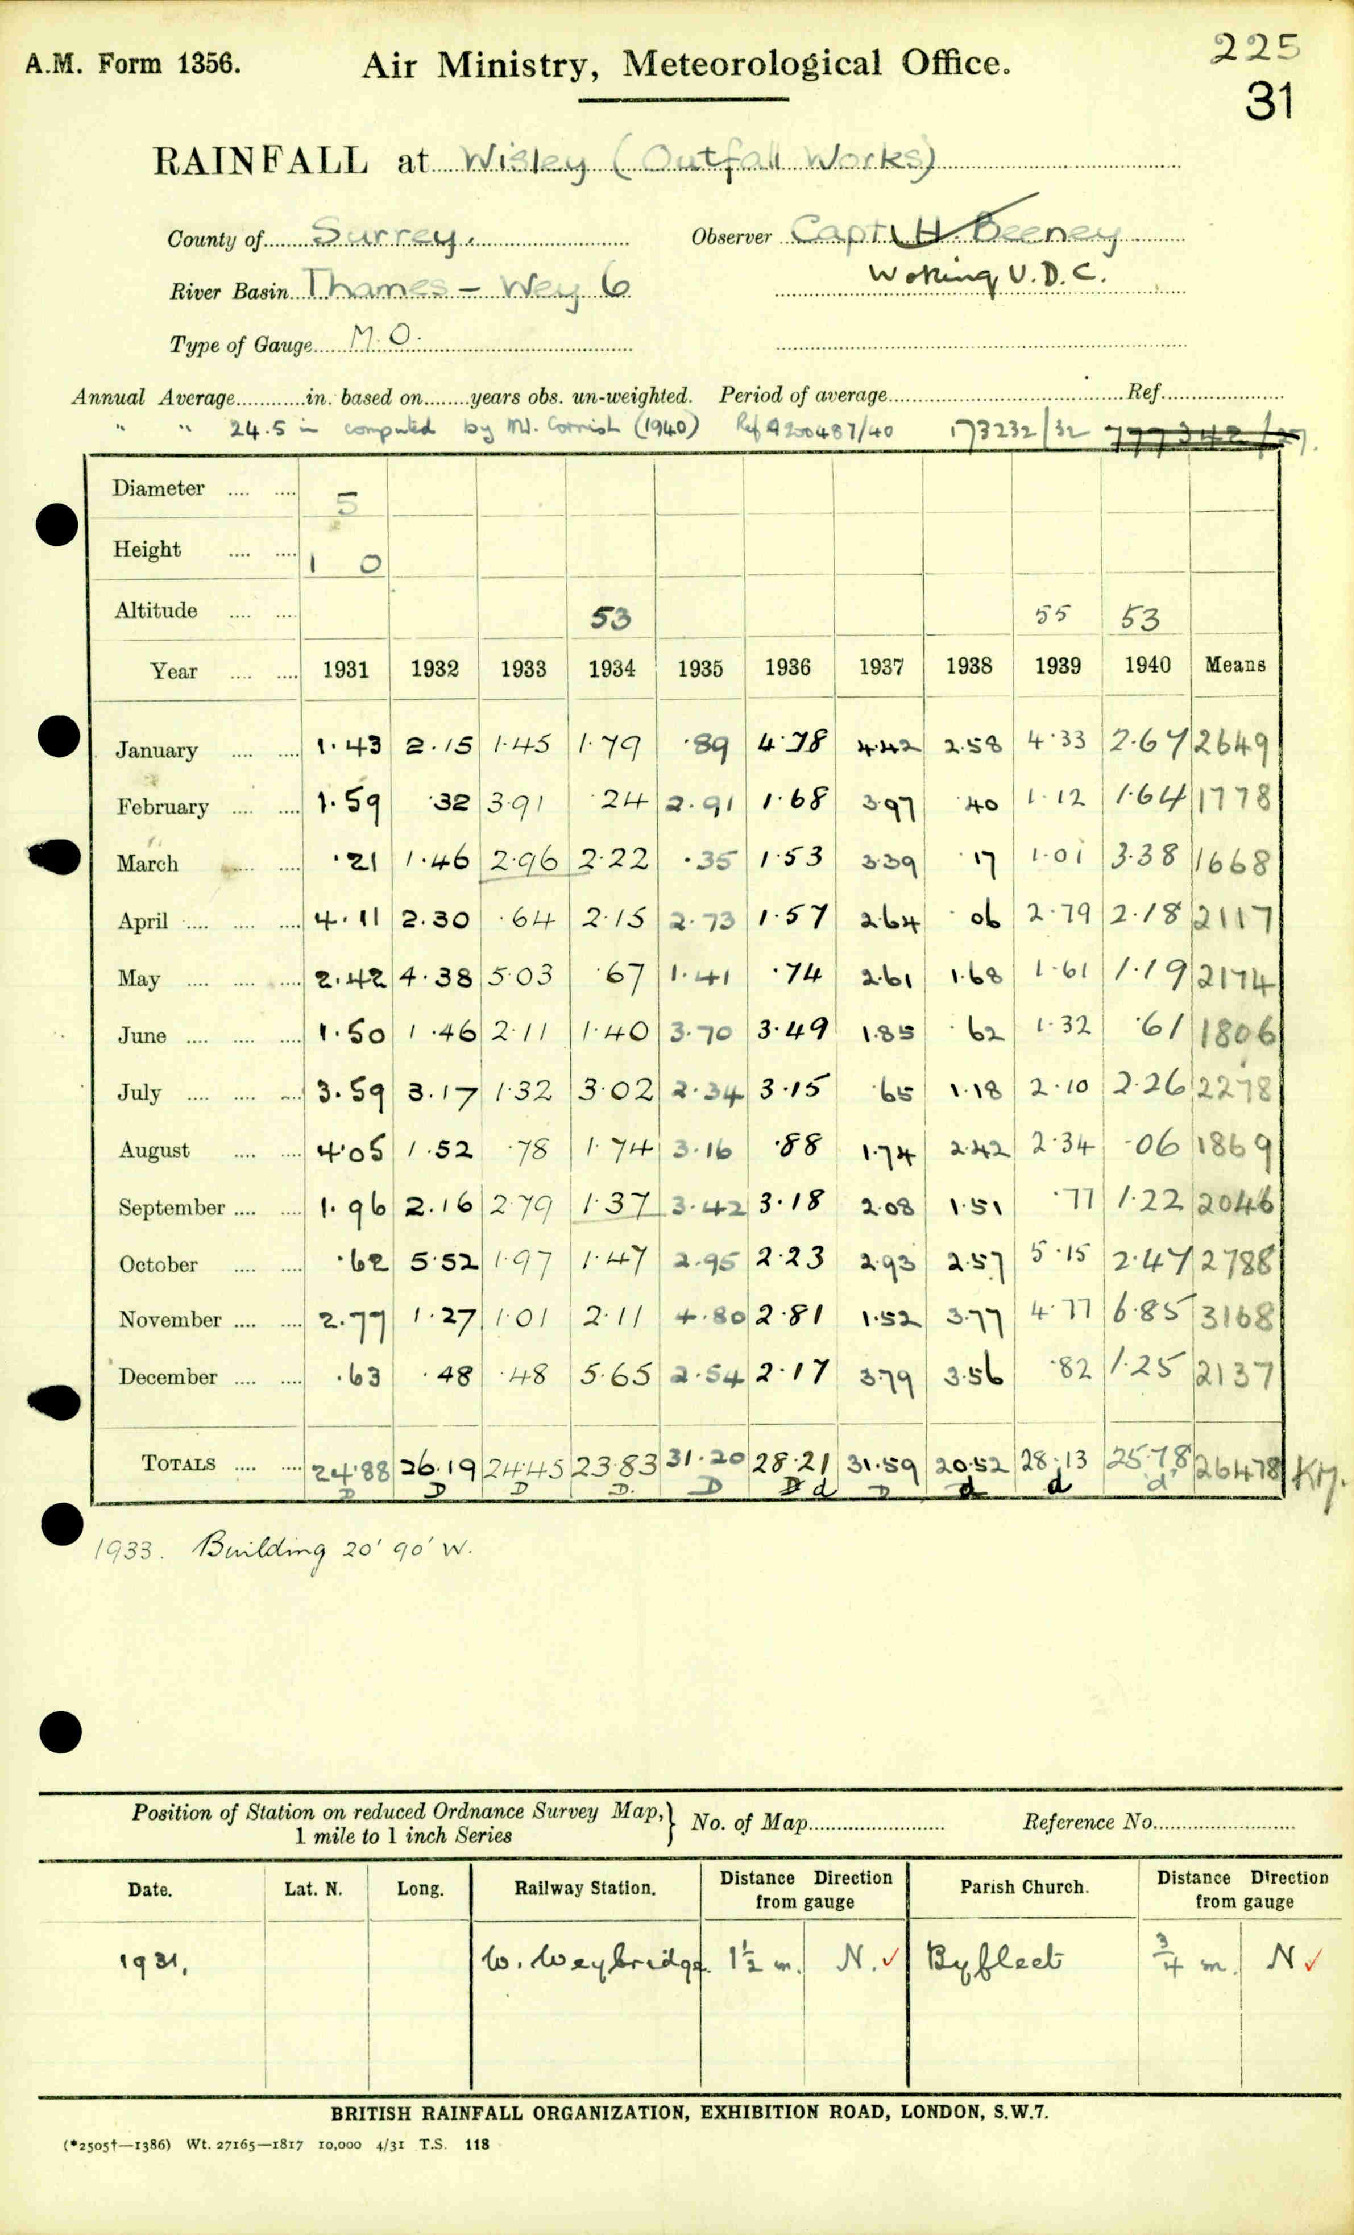 A.M. Form 1356.
Air Ministry, Meteorological Office.
225
31
RAINFALL at Wisley (Outfall Works)
County of Surrey. Observer Capt. H. Beeney
River Basin Thames - Wey 6 Woking U.D.C.
Type of Gauge M.O.
Annual Average in. based on years obs. un-weighted. Period of average Ref.
" " 24.5 in computed by Mr. Cornish (1940) Ref A200487/40 173232/32 777342/27.
Diameter 5
Height 1 0
Altitude 53 55 53
Year 1931 1932 1933 1934 1935 1936 1937 1938 1939 1940 Means
January 1.43 2.15 1.45 1.79 .89 4.78 4.42 2.58 4.33 2.67 2649
February 1.59 .32 3.91 .24 2.91 1.68 3.97 .40 1.12 1.64 1778
March .21 1.46 2.96 2.22 .35 1.53 3.39 .17 1.01 3.38 1668
April 4.11 2.30 .64 2.15 2.73 1.57 2.64 .06 2.79 2.18 2117
May 2.42 4.38 5.03 .67 1.41 .74 2.61 1.68 1.61 1.19 2174
June 1.50 1.46 2.11 1.40 3.70 3.49 1.85 .62 1.32 .61 1806
July 3.59 3.17 1.32 3.02 2.34 3.15 .65 1.18 2.10 2.26 2278
August 4.05 1.52 .78 1.74 3.16 .88 1.74 2.42 2.34 .06 1869
September 1.96 2.16 2.79 1.37 3.42 3.18 2.08 1.51 .77 1.22 2046
October .62 5.52 1.97 1.47 2.95 2.23 2.93 2.57 5.15 2.47 2788
November 2.77 1.27 1.01 2.11 4.80 2.81 1.52 3.77 4.77 6.85 3168
December .63 .48 .48 5.65 2.54 2.17 3.79 3.56 .82 1.25 2137
TOTALS 24.88 26.19 24.45 23.83 31.20 28.21 31.59 20.52 28.13 25.78 26478 KM.
D D D D. D D d D d d d
1933. Building 20' 90' W.
Position of Station on reduced Ordnance Survey Map, 1 mile to 1 inch Series } No. of Map Reference No.
Date. Lat. N. Long. Railway Station. Distance Direction from gauge Parish Church. Distance Direction from gauge
1931. W. Weybridge. 1½ m. N. ✓ Byfleet ¾ m. N ✓
BRITISH RAINFALL ORGANIZATION, EXHIBITION ROAD, LONDON, S.W.7.
(*2505†—1386) Wt. 27165—1817 10,000 4/31 T.S. 118